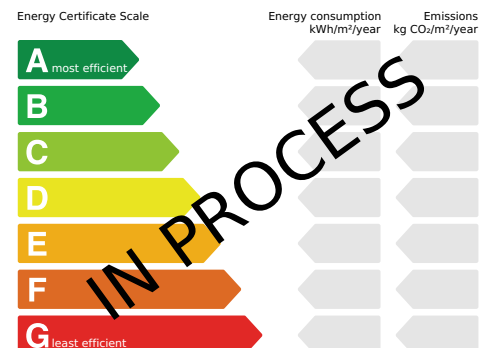 Energy Certificate Scale
Energy consumption
kWh/m²/year
Emissions
kg CO₂/m²/year
A most efficient
B
C
D
E
F
G least efficient
IN PROCESS